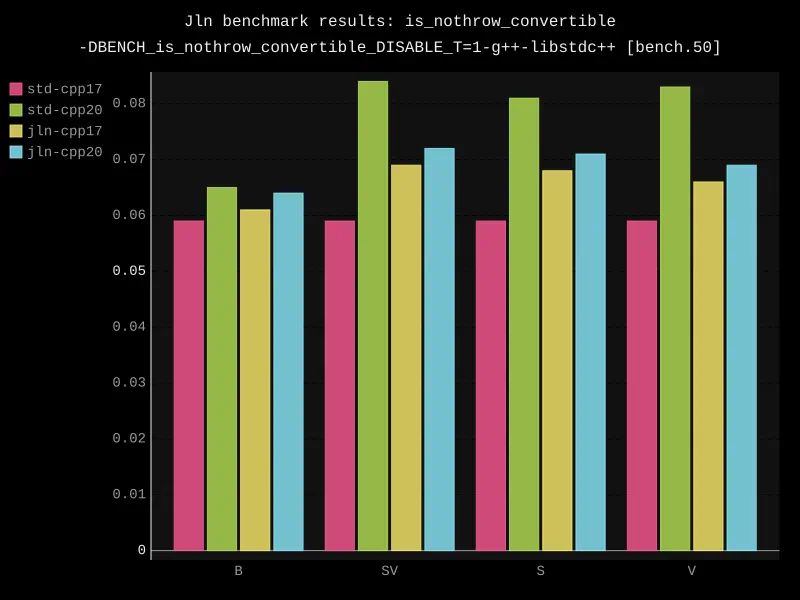 Jln benchmark results: is_nothrow_convertible
-DBENCH_is_nothrow_convertible_DISABLE_T=1-g++-libstdc++ [bench.50]
std-cpp17
std-cpp20
jln-cpp17
jln-cpp20
0.08
0.07
0.06
0.05
0.04
0.03
0.02
0.01
0
B SV S V